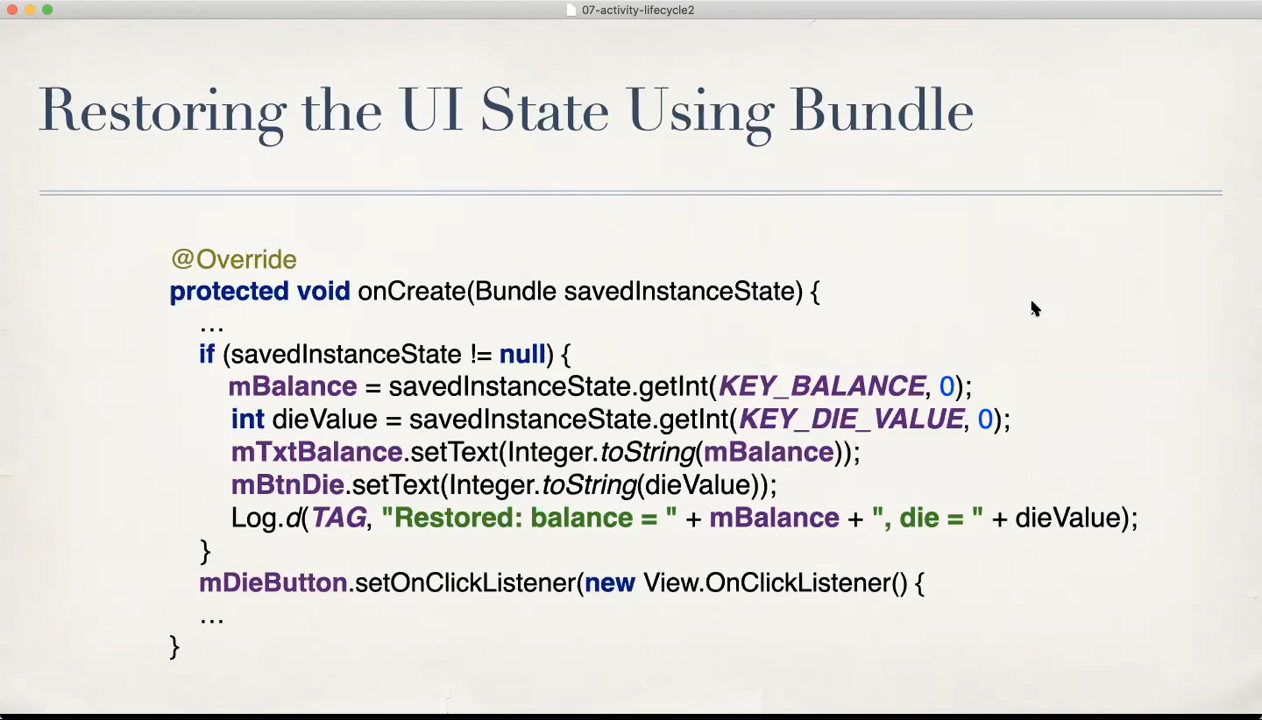 07-activity-lifecycle2
Restoring the UI State Using Bundle
@Override
protected void onCreate(Bundle savedInstanceState) {
…
if (savedInstanceState != null) {
mBalance = savedInstanceState.getInt(KEY_BALANCE, 0);
int dieValue = savedInstanceState.getInt(KEY_DIE_VALUE, 0);
mTxtBalance.setText(Integer.toString(mBalance));
mBtnDie.setText(Integer.toString(dieValue));
Log.d(TAG, "Restored: balance = " + mBalance + ", die = " + dieValue);
}
mDieButton.setOnClickListener(new View.OnClickListener() {
…
}